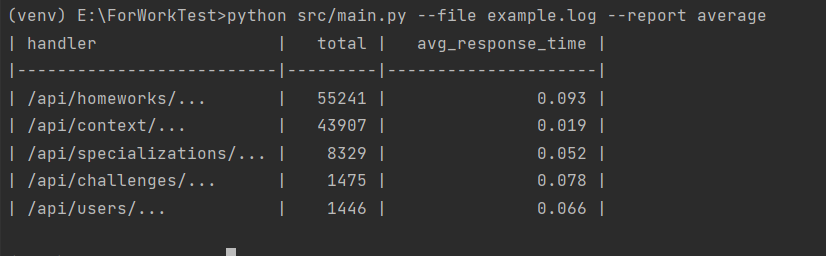 (venv) E:\ForWorkTest>python src/main.py --file example.log --report average
| handler                  |   total |   avg_response_time |
|--------------------------|---------|---------------------|
| /api/homeworks/...       |   55241 |               0.093 |
| /api/context/...         |   43907 |               0.019 |
| /api/specializations/... |    8329 |               0.052 |
| /api/challenges/...      |    1475 |               0.078 |
| /api/users/...           |    1446 |               0.066 |